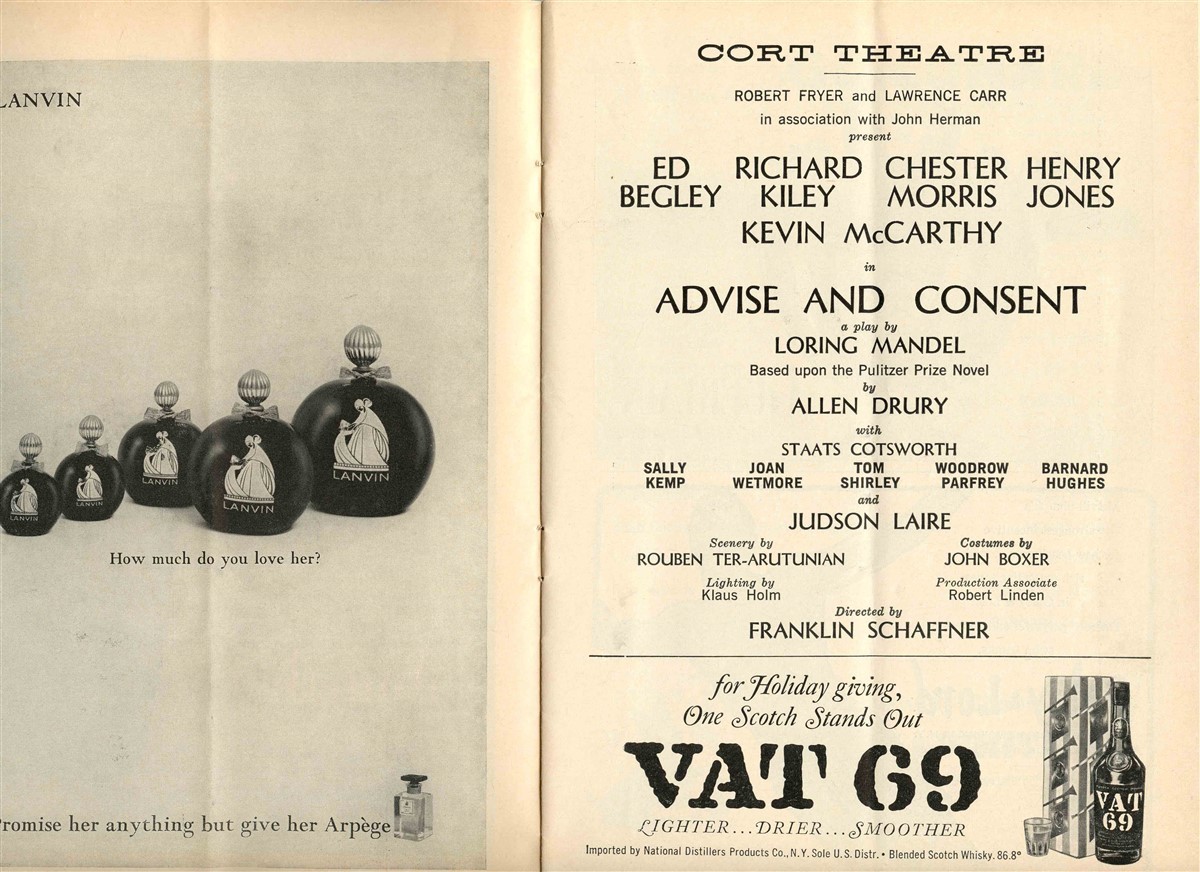 LANVIN
LANVIN
LANVIN
LANVIN
LANVIN
LANVIN
How much do you love her?
Promise her anything but give her Arpège
CORT THEATRE
ROBERT FRYER and LAWRENCE CARR
in association with John Herman
present
ED RICHARD CHESTER HENRY
BEGLEY KILEY MORRIS JONES
KEVIN McCARTHY
in
ADVISE AND CONSENT
a play by
LORING MANDEL
Based upon the Pulitzer Prize Novel
by
ALLEN DRURY
with
STAATS COTSWORTH
SALLY JOAN TOM WOODROW BARNARD
KEMP WETMORE SHIRLEY PARFREY HUGHES
and
JUDSON LAIRE
Scenery by Costumes by
ROUBEN TER-ARUTUNIAN JOHN BOXER
Lighting by Production Associate
Klaus Holm Robert Linden
Directed by
FRANKLIN SCHAFFNER
for Holiday giving,
One Scotch Stands Out
VAT 69
LIGHTER...DRIER...SMOOTHER
Imported by National Distillers Products Co., N.Y. Sole U.S. Distr. • Blended Scotch Whisky. 86.8°
VAT
69